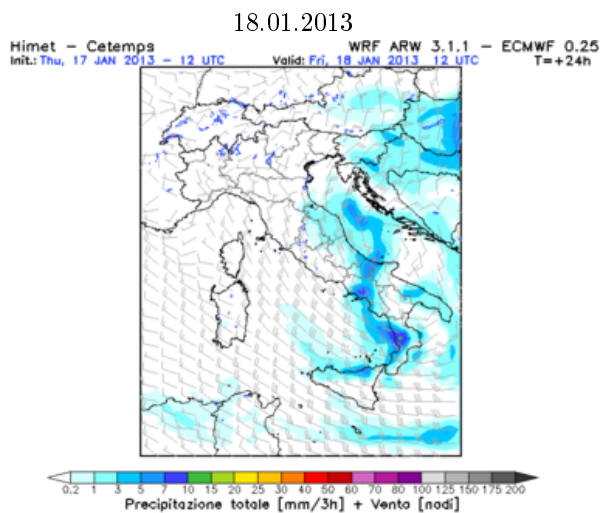 18.01.2013
Himet - Cetemps WRF ARW 3.1.1 - ECMWF 0.25
Init.: Thu, 17 JAN 2013 - 12 UTC Valid: Fri, 18 JAN 2013 12 UTC T=+24h
0.2 1 3 5 7 10 15 20 25 30 40 50 60 70 80 100 125 150 175 200
Precipitazione totale [mm/3h] + Vento [nodi]